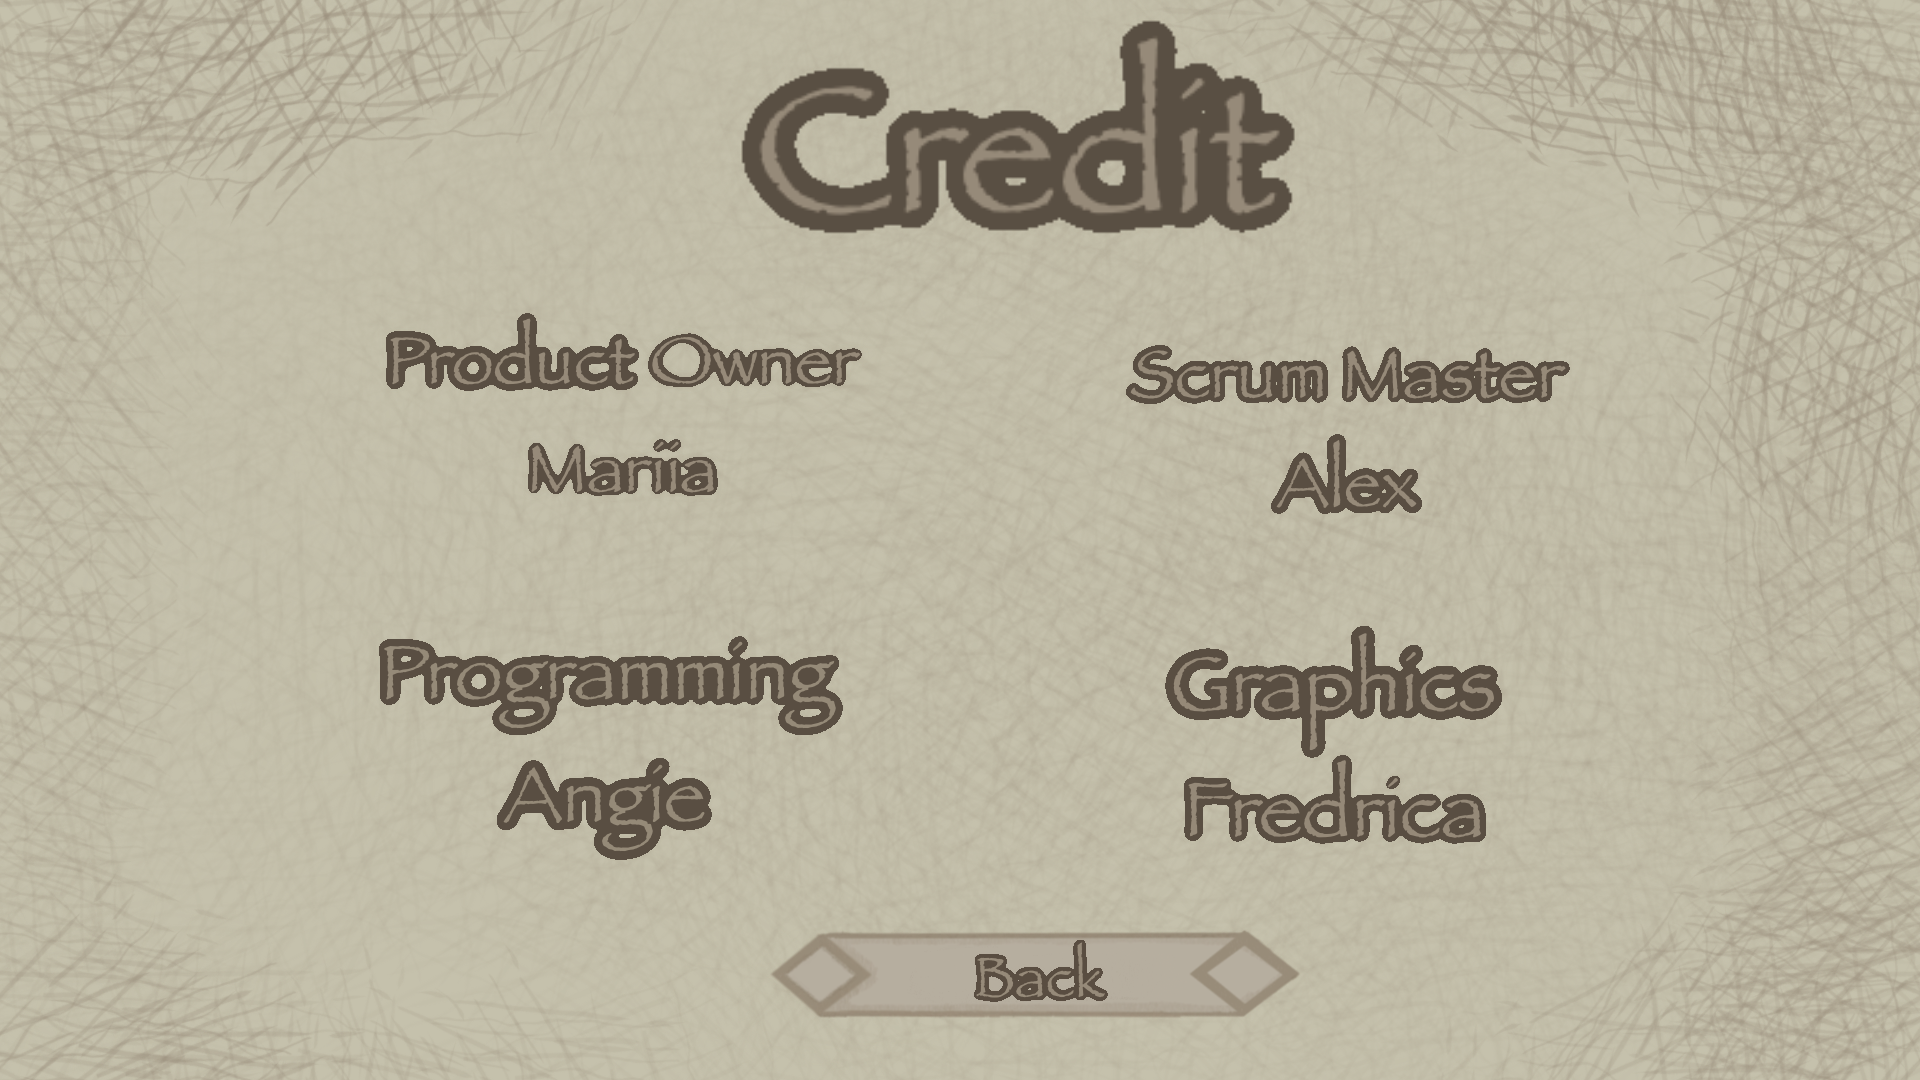 Credit
Product Owner
Mariia
Scrum Master
Alex
Programming
Angie
Graphics
Fredrica
Back